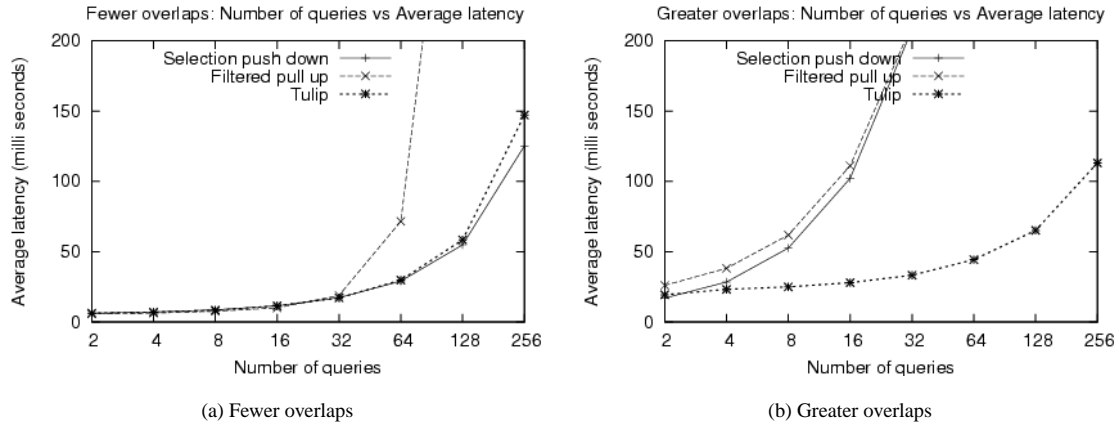 Fewer overlaps: Number of queries vs Average latency
200
150
100
50
0
Average latency (milli seconds)
Selection push down
Filtered pull up
Tulip
2 4 8 16 32 64 128 256
Number of queries
(a) Fewer overlaps
Greater overlaps: Number of queries vs Average latency
200
150
100
50
0
Average latency (milli seconds)
Selection push down
Filtered pull up
Tulip
2 4 8 16 32 64 128 256
Number of queries
(b) Greater overlaps